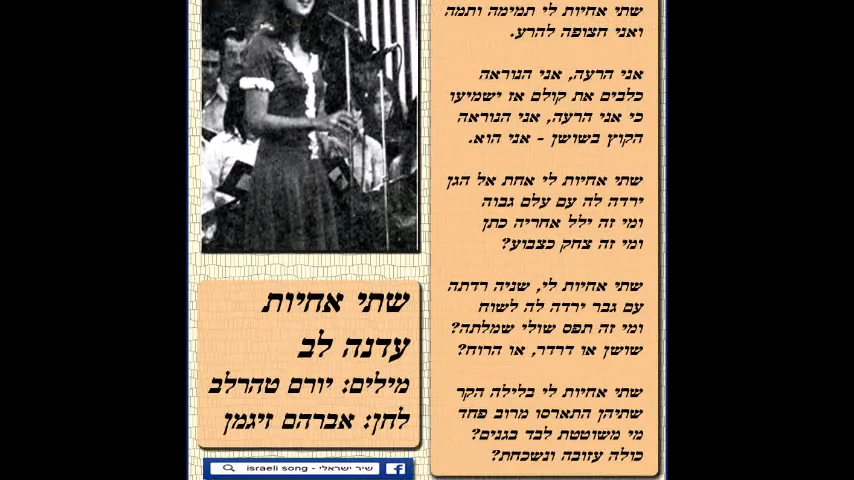 שתי אחיות לי תמימה ותמה
ואני חצופה להרע.
אני הרעה, אני הנוראה
כלבים את קולם אז ישמיעו
כי אני הרעה, אני הנוראה
הקוץ בשושן - אני הוא.
שתי אחיות לי אחת אל הגן
ירדה לה עם עלם גבוה
ומי זה ילל אחריה כתן
ומי זה צחק כצבוע?
שתי אחיות לי, שניה רדתה
עם גבר ירדה לה לשוח
ומי זה תפס שולי שמלתה?
שושן או דרדר, או הרוח?
שתי אחיות לי בלילה הקר
שתיהן התארסו מרוב פחד
מי משוטטת לבד בגנים?
כולה עזובה ונשכחת?
שתי אחיות
עדנה לב
מילים: יורם טהרלב
לחן: אברהם זיגמן
שיר ישראלי - israeli song